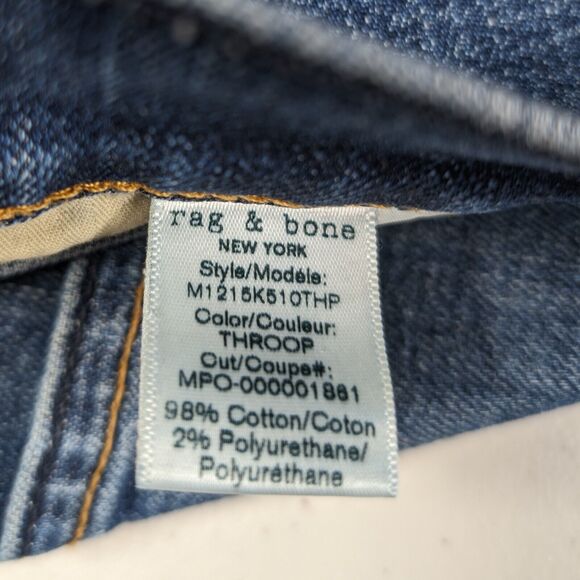 rag & bone
NEW YORK
Style/Modéle:
M1215K510THP
Color/Couleur:
THROOP
Cut/Coupe#:
MPO-000001861
98% Cotton/Coton
2% Polyurethane/
Polyuréthane